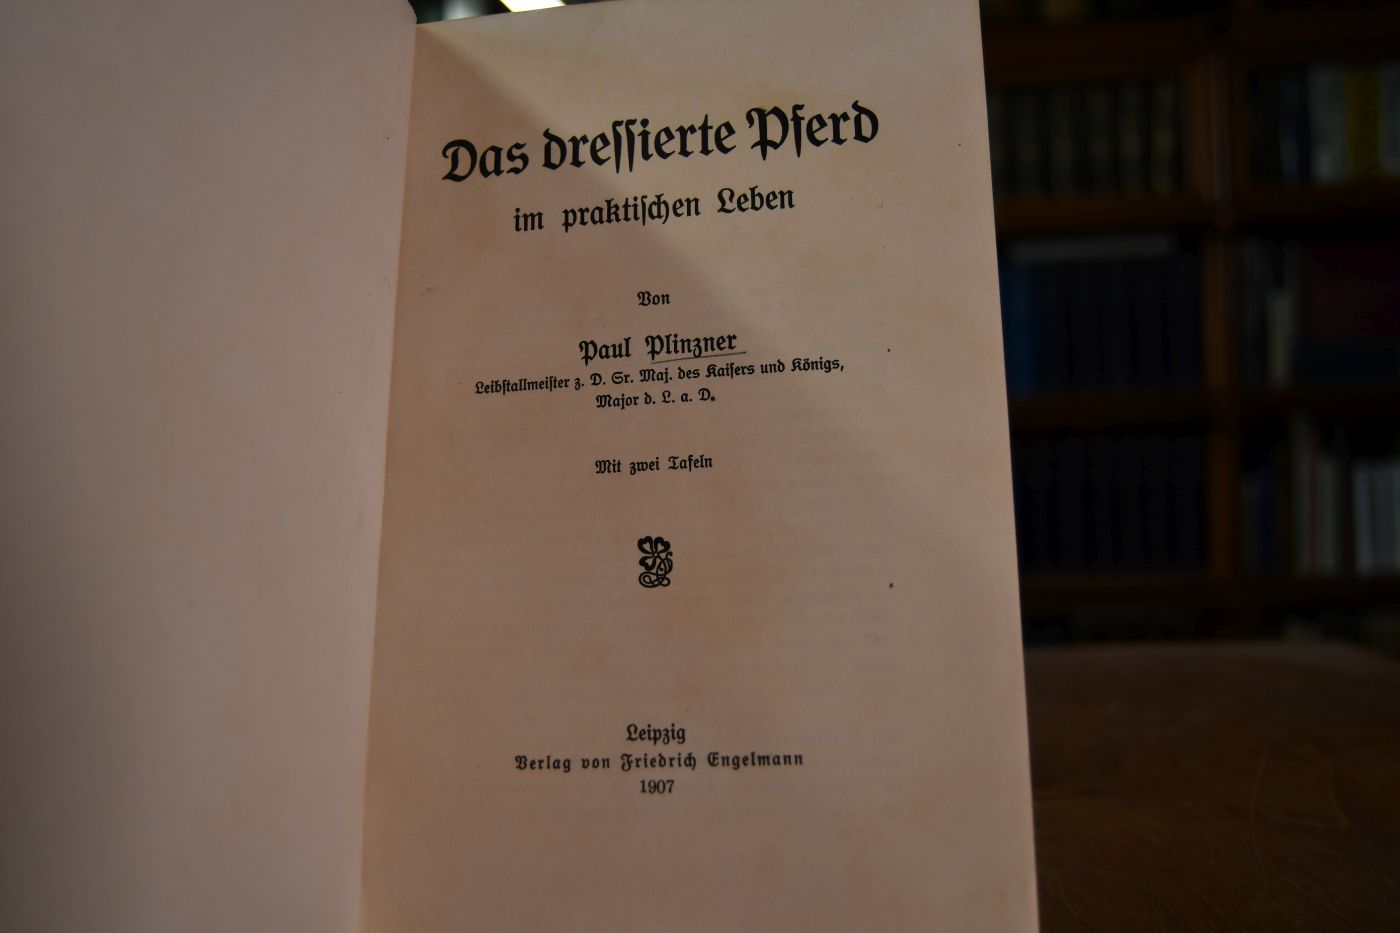 Das dressierte Pferd
im praktischen Leben
Von
Paul Plinzner
Leibstallmeister z. D. Sr. Maj. des Kaisers und Königs,
Major d. L. a. D.
Mit zwei Tafeln
Leipzig
Verlag von Friedrich Engelmann
1907